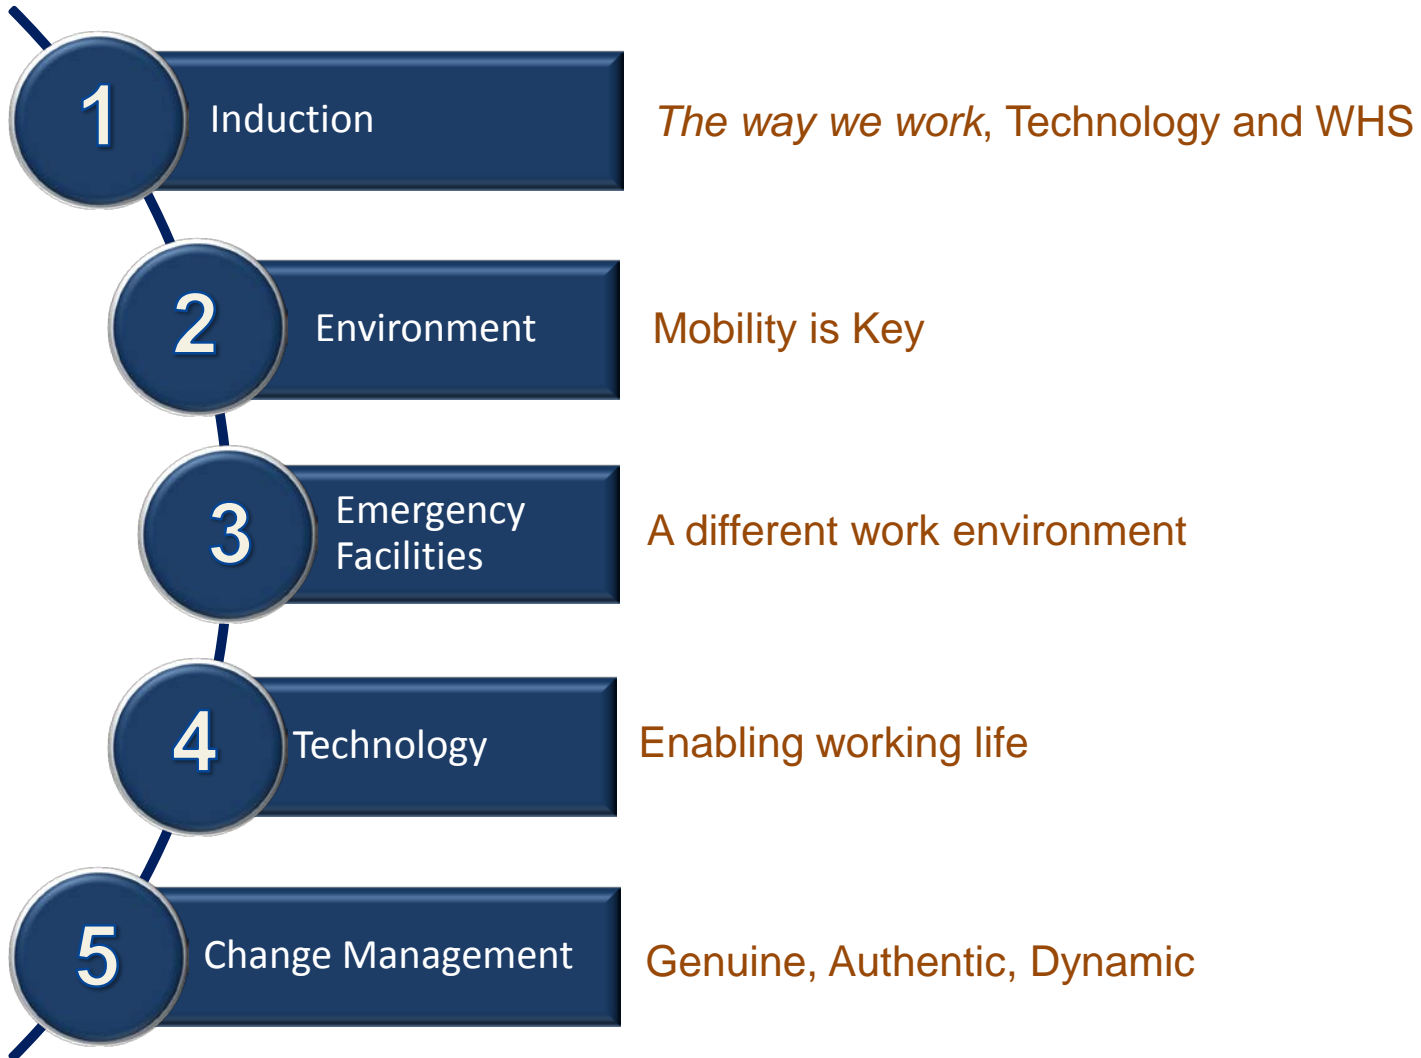 1
Induction
The way we work, Technology and WHS
2
Environment
Mobility is Key
3
Emergency
Facilities
A different work environment
4
Technology
Enabling working life
5
Change Management
Genuine, Authentic, Dynamic